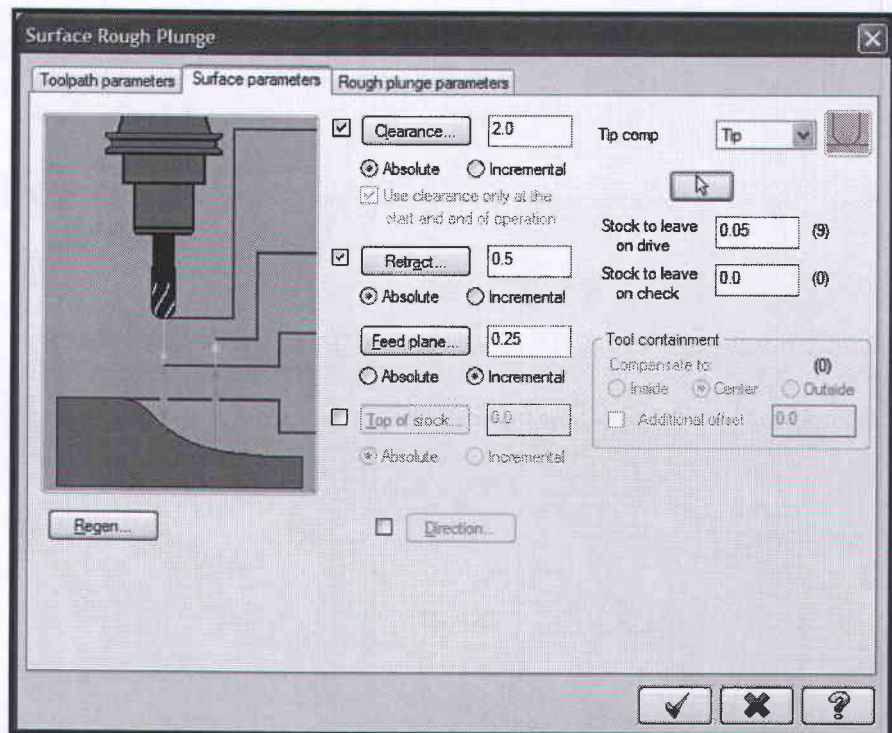 Surface Rough Plunge
Toolpath parameters
Surface parameters
Rough plunge parameters
Clearance...
2.0
Absolute
Incremental
Use clearance only at the
start and end of operation
Retract...
0.5
Absolute
Incremental
Feed plane...
0.25
Absolute
Incremental
Top of stock...
0.0
Absolute
Incremental
Tip comp
Tip
Stock to leave
on drive
0.05
(9)
Stock to leave
on check
0.0
(0)
Tool containment
Compensate to:
(0)
Inside
Center
Outside
Additional offset
0.0
Regen...
Direction...
?